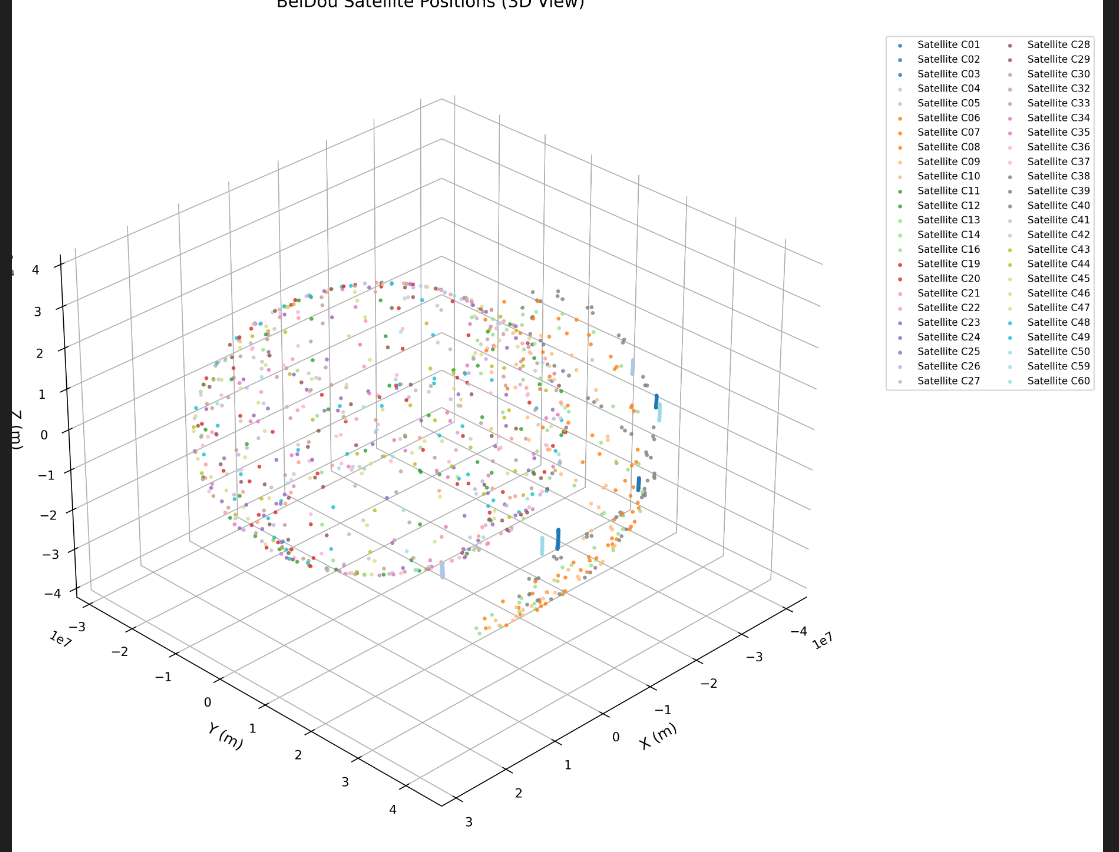 BeiDou Satellite Positions (3D View)
Satellite C01
Satellite C02
Satellite C03
Satellite C04
Satellite C05
Satellite C06
Satellite C07
Satellite C08
Satellite C09
Satellite C10
Satellite C11
Satellite C12
Satellite C13
Satellite C14
Satellite C16
Satellite C19
Satellite C20
Satellite C21
Satellite C22
Satellite C23
Satellite C24
Satellite C25
Satellite C26
Satellite C27
Satellite C28
Satellite C29
Satellite C30
Satellite C32
Satellite C33
Satellite C34
Satellite C35
Satellite C36
Satellite C37
Satellite C38
Satellite C39
Satellite C40
Satellite C41
Satellite C42
Satellite C43
Satellite C44
Satellite C45
Satellite C46
Satellite C47
Satellite C48
Satellite C49
Satellite C50
Satellite C59
Satellite C60
4
3
2
1
0
−1
−2
−3
−4
Z (m)
1e7
−3
−2
−1
0
1
2
3
4
Y (m)
1e7
−4
−3
−2
−1
0
1
2
3
X (m)